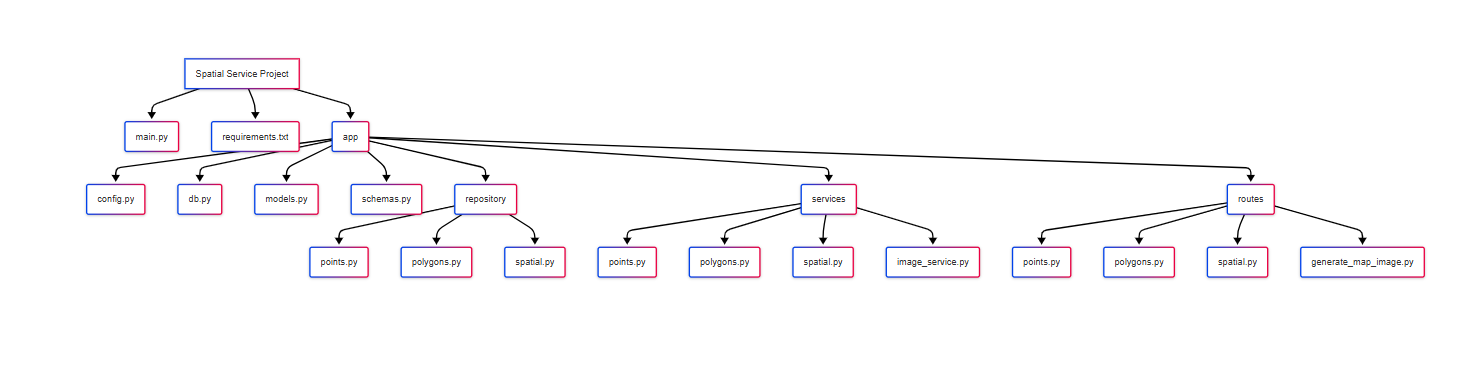 Spatial Service Project
main.py
requirements.txt
app
config.py
db.py
models.py
schemas.py
repository
services
routes
points.py
polygons.py
spatial.py
points.py
polygons.py
spatial.py
image_service.py
points.py
polygons.py
spatial.py
generate_map_image.py